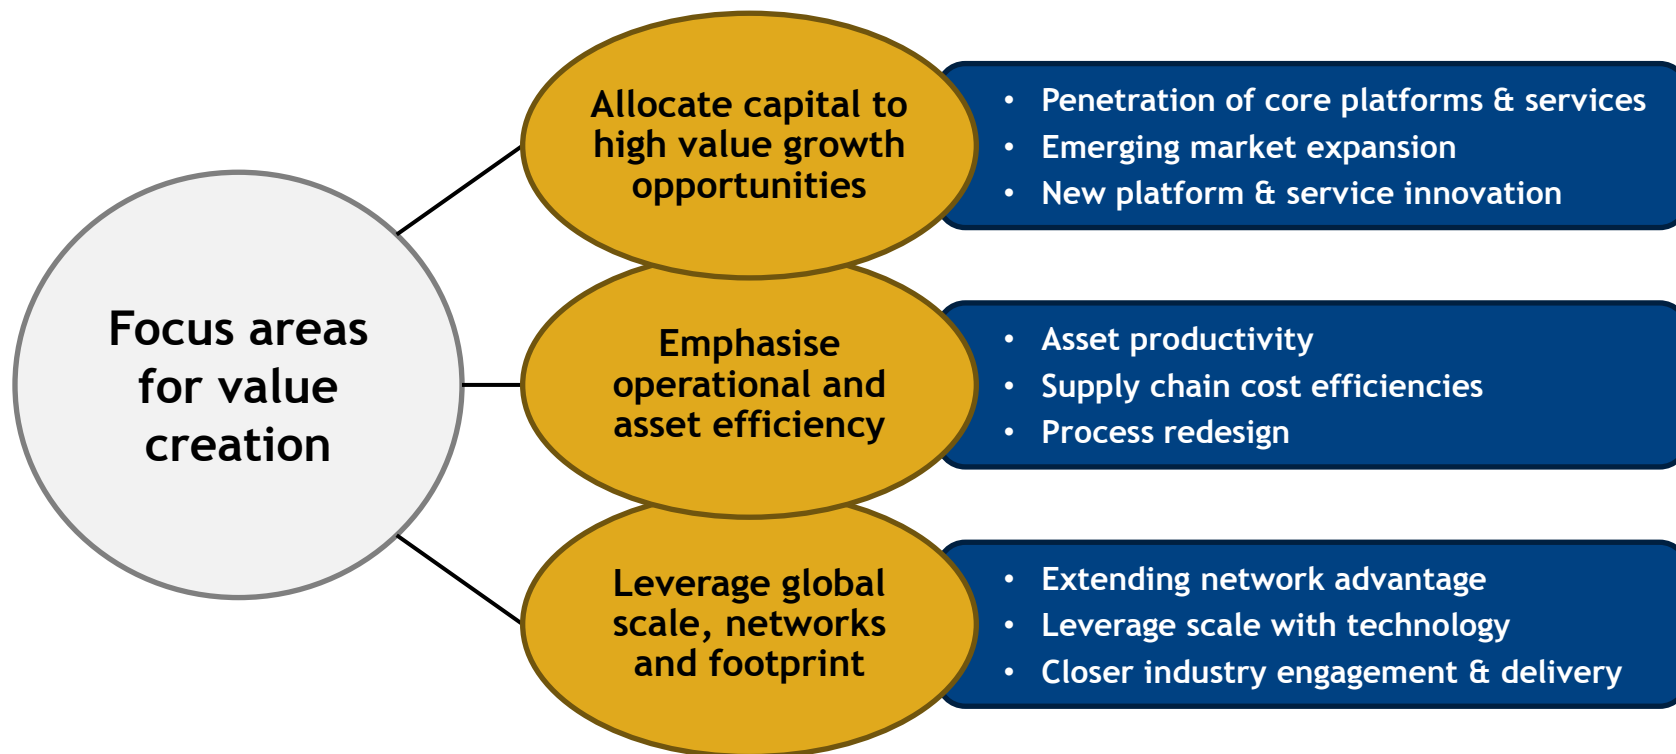 Focus areas
for value
creation
Allocate capital to
high value growth
opportunities
• Penetration of core platforms & services
• Emerging market expansion
• New platform & service innovation
Emphasise
operational and
asset efficiency
• Asset productivity
• Supply chain cost efficiencies
• Process redesign
Leverage global
scale, networks
and footprint
• Extending network advantage
• Leverage scale with technology
• Closer industry engagement & delivery